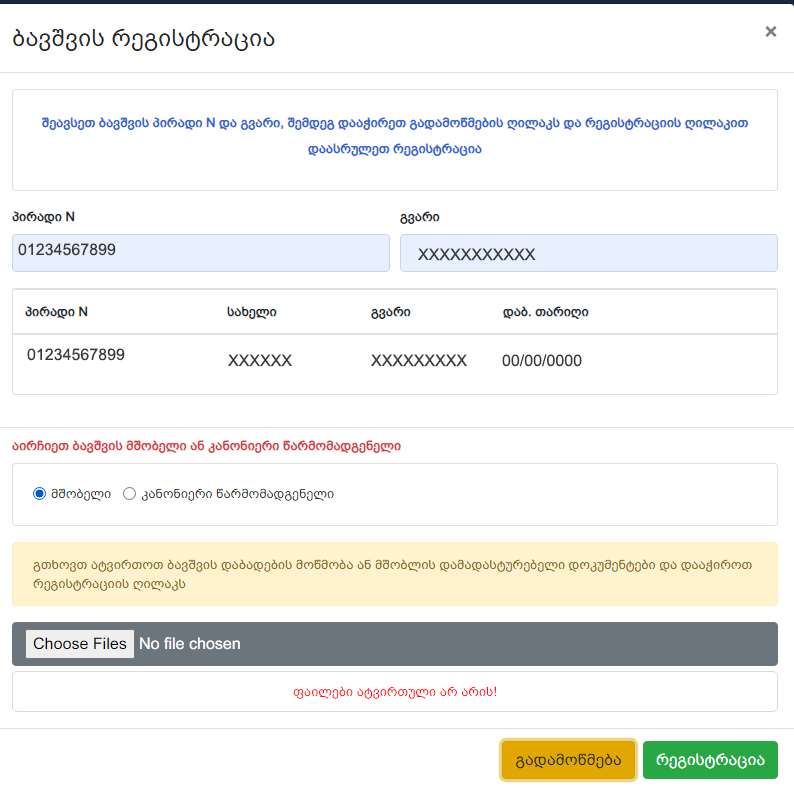 ბავშვის რეგისტრაცია ×
შეავსეთ ბავშვის პირადი N და გვარი, შემდეგ დააჭირეთ გადამოწმების ღილაკს და რეგისტრაციის ღილაკით
დაასრულეთ რეგისტრაცია
პირადი N გვარი
01234567899 XXXXXXXXXXX
პირადი N სახელი გვარი დაბ. თარიღი
01234567899 XXXXXX XXXXXXXXX 00/00/0000
აირჩიეთ ბავშვის მშობელი ან კანონიერი წარმომადგენელი
მშობელი კანონიერი წარმომადგენელი
გთხოვთ ატვირთოთ ბავშვის დაბადების მოწმობა ან მშობლის დამადასტურებელი დოკუმენტები და დააჭიროთ
რეგისტრაციის ღილაკს
Choose Files No file chosen
ფაილები ატვირთული არ არის!
გადამოწმება რეგისტრაცია